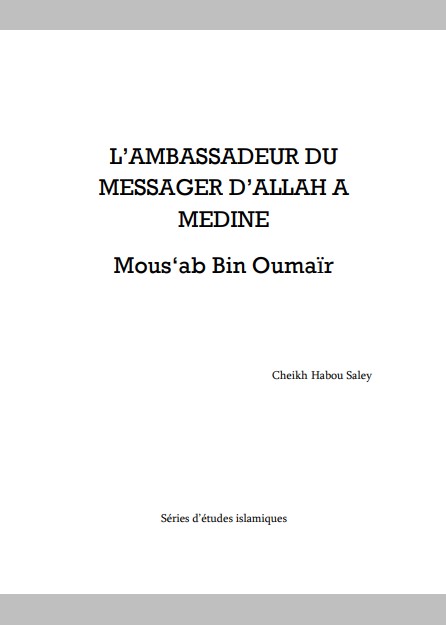 L’AMBASSADEUR DU
MESSAGER D’ALLAH A
MEDINE
Mous‘ab Bin Oumaïr
Cheikh Habou Saley
Séries d’études islamiques